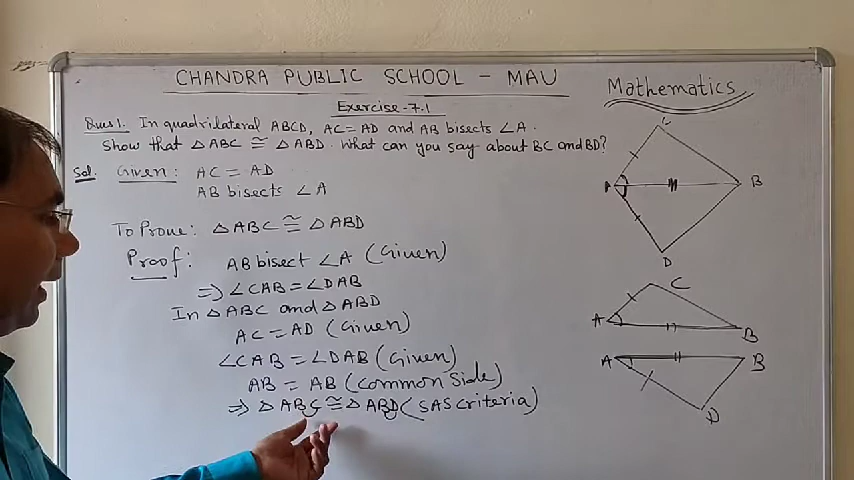 CHANDRA PUBLIC SCHOOL - MAU
Mathematics
Exercise-7.1
Qus1. In quadrilateral ABCD, AC=AD and AB bisects ∠A.
Show that △ABC ≅ △ABD. What can you say about BC and BD?
Sol. Given: AC = AD
AB bisects ∠A
To Prove: △ABC ≅ △ABD
Proof: AB bisect ∠A (Given)
⇒ ∠CAB = ∠DAB
In △ABC and △ABD
AC = AD (Given)
∠CAB = ∠DAB (Given)
AB = AB (Common Side)
⇒ △ABC ≅ △ABD (SAS Criteria)
C
A
B
D
C
A
B
A
B
D